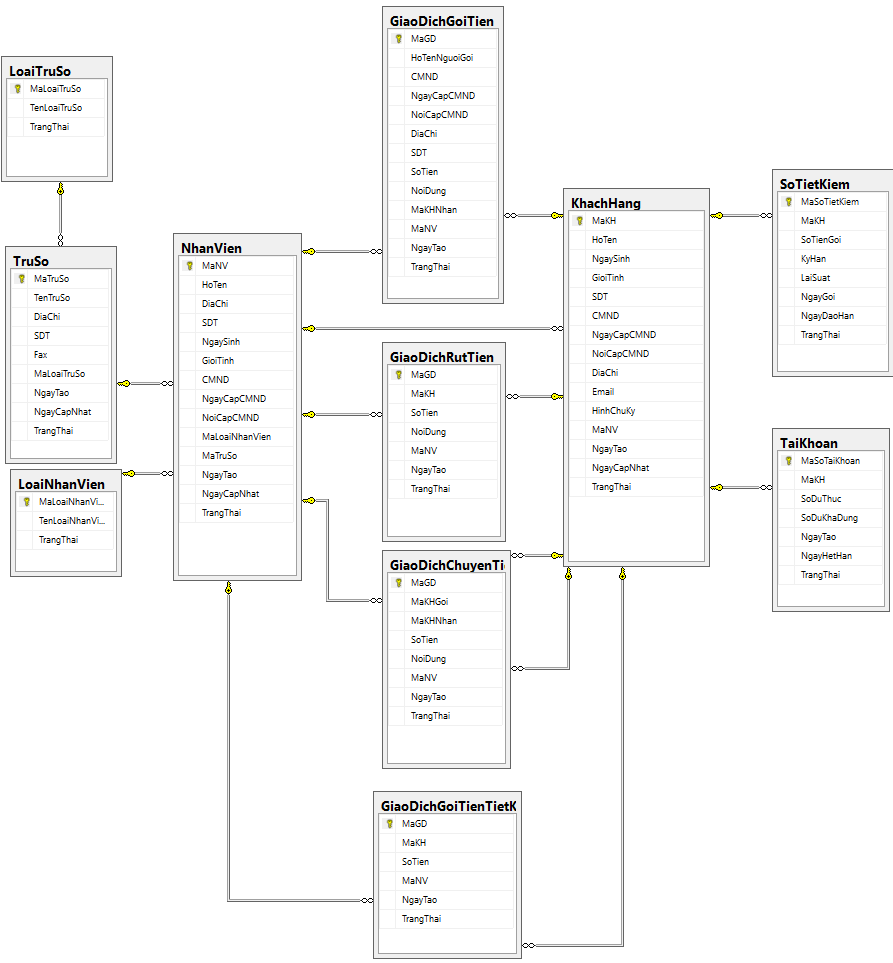 LoaiTruSo
MaLoaiTruSo
TenLoaiTruSo
TrangThai
TruSo
MaTruSo
TenTruSo
DiaChi
SDT
Fax
MaLoaiTruSo
NgayTao
NgayCapNhat
TrangThai
LoaiNhanVien
MaLoaiNhanVi...
TenLoaiNhanVi...
TrangThai
NhanVien
MaNV
HoTen
DiaChi
SDT
NgaySinh
GioiTinh
CMND
NgayCapCMND
NoiCapCMND
MaLoaiNhanVien
MaTruSo
NgayTao
NgayCapNhat
TrangThai
GiaoDichGoiTien
MaGD
HoTenNguoiGoi
CMND
NgayCapCMND
NoiCapCMND
DiaChi
SDT
SoTien
NoiDung
MaKHNhan
MaNV
NgayTao
TrangThai
GiaoDichRutTien
MaGD
MaKH
SoTien
NoiDung
MaNV
NgayTao
TrangThai
GiaoDichChuyenTi
MaGD
MaKHGoi
MaKHNhan
SoTien
NoiDung
MaNV
NgayTao
TrangThai
GiaoDichGoiTienTietK
MaGD
MaKH
SoTien
MaNV
NgayTao
TrangThai
KhachHang
MaKH
HoTen
NgaySinh
GioiTinh
SDT
CMND
NgayCapCMND
NoiCapCMND
DiaChi
Email
HinhChuKy
MaNV
NgayTao
NgayCapNhat
TrangThai
SoTietKiem
MaSoTietKiem
MaKH
SoTienGoi
KyHan
LaiSuat
NgayGoi
NgayDaoHan
TrangThai
TaiKhoan
MaSoTaiKhoan
MaKH
SoDuThuc
SoDuKhaDung
NgayTao
NgayHetHan
TrangThai